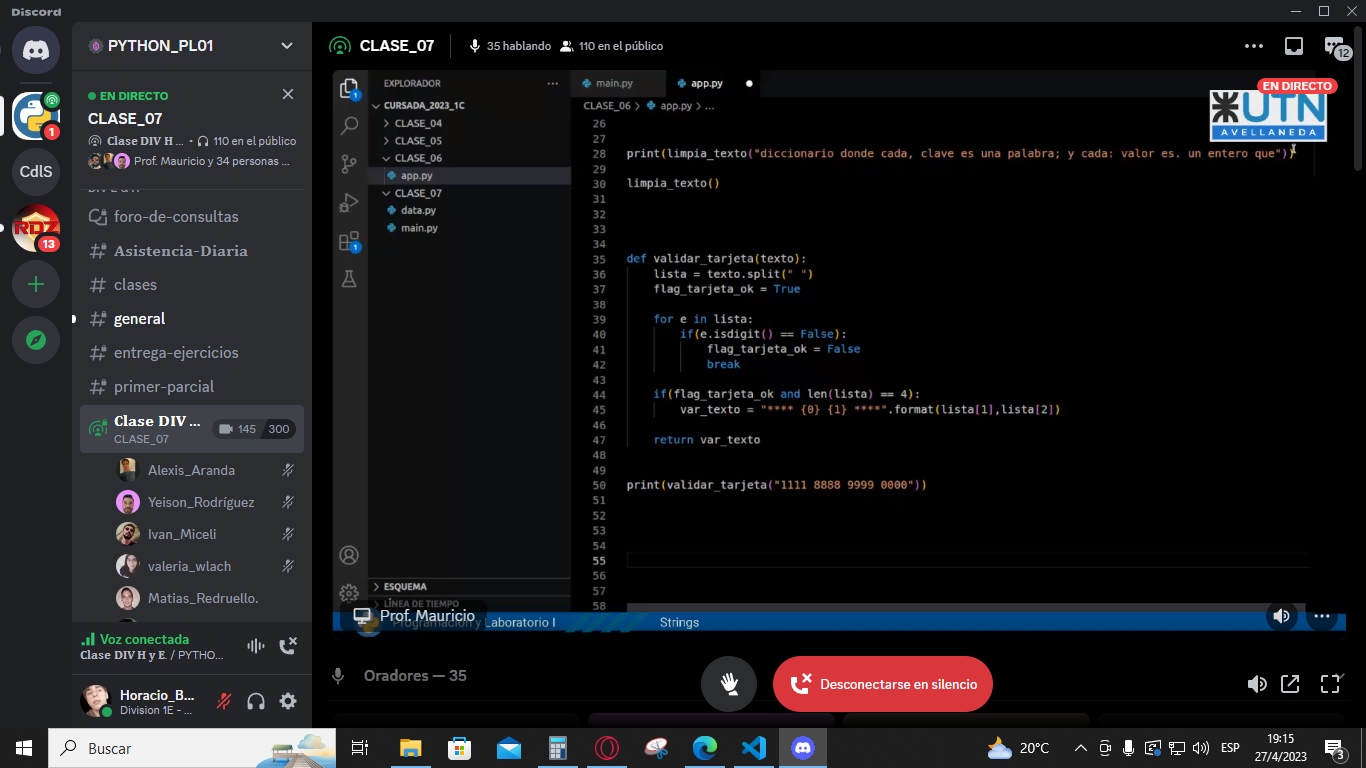 Discord
PYTHON_PL01
EN DIRECTO
CLASE_07
Clase DIV H ... • 110 en el público
Prof. Mauricio y 34 personas ...
foro-de-consultas
Asistencia-Diaria
clases
general
entrega-ejercicios
primer-parcial
Clase DIV ...
145 300
CLASE_07
Alexis_Aranda
Yeison_Rodríguez
Ivan_Miceli
valeria_wlach
Matias_Redruello.
Voz conectada
Clase DIV H y E. / PYTHO...
Horacio_B...
Division 1E – ...
1
CdlS
RDZ
13
CLASE_07
35 hablando
110 en el público
12
EN DIRECTO
UTN
AVELLANEDA
EXPLORADOR
CURSADA_2023_1C
CLASE_04
CLASE_05
CLASE_06
app.py
CLASE_07
data.py
main.py
ESQUEMA
LÍNEA DE TIEMPO
1
1
main.py
app.py
CLASE_06 > app.py > ...
26
27
28 print(limpia_texto("diccionario donde cada, clave es una palabra; y cada: valor es. un entero que"))
29
30 limpia_texto()
31
32
33
34
35 def validar_tarjeta(texto):
36 lista = texto.split(" ")
37 flag_tarjeta_ok = True
38
39 for e in lista:
40 if(e.isdigit() == False):
41 flag_tarjeta_ok = False
42 break
43
44 if(flag_tarjeta_ok and len(lista) == 4):
45 var_texto = "**** {0} {1} ****".format(lista[1],lista[2])
46
47 return var_texto
48
49
50 print(validar_tarjeta("1111 8888 9999 0000"))
51
52
53
54
55
56
57
58
Prof. Mauricio
Programación y Laboratorio I
Strings
Oradores — 35
Desconectarse en silencio
Buscar
20°C
ESP
19:15
27/4/2023
3